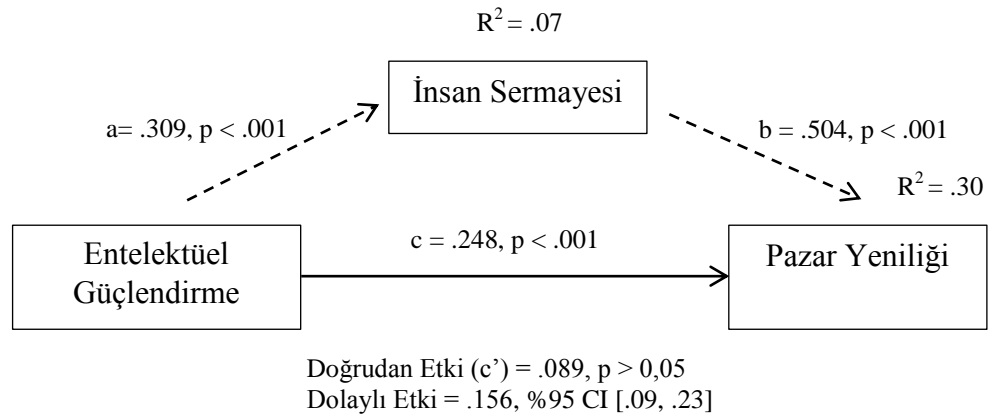 R² = .07
İnsan Sermayesi
a= .309, p < .001
b = .504, p < .001
R² = .30
Entelektüel
Güçlendirme
c = .248, p < .001
Pazar Yeniliği
Doğrudan Etki (c’) = .089, p > 0,05
Dolaylı Etki = .156, %95 CI [.09, .23]